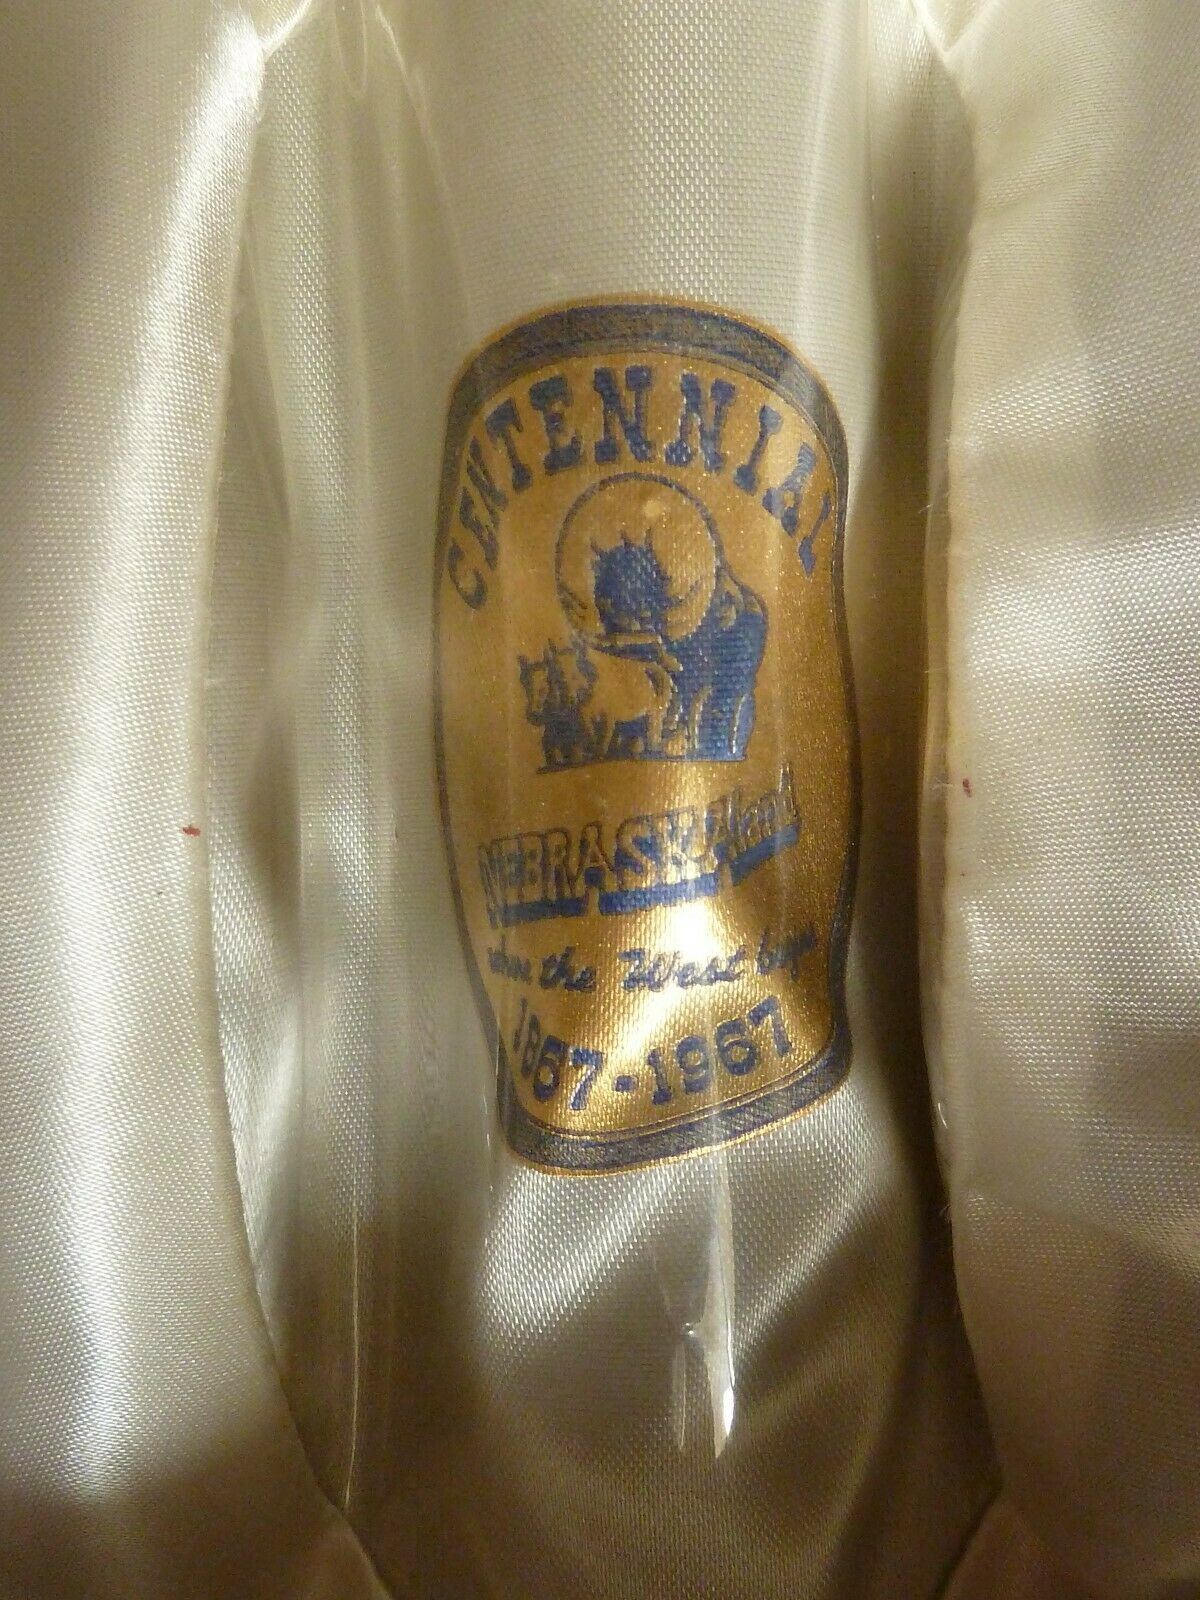 CENTENNIAL
NEBRASKAland
where the West begins
1867-1967